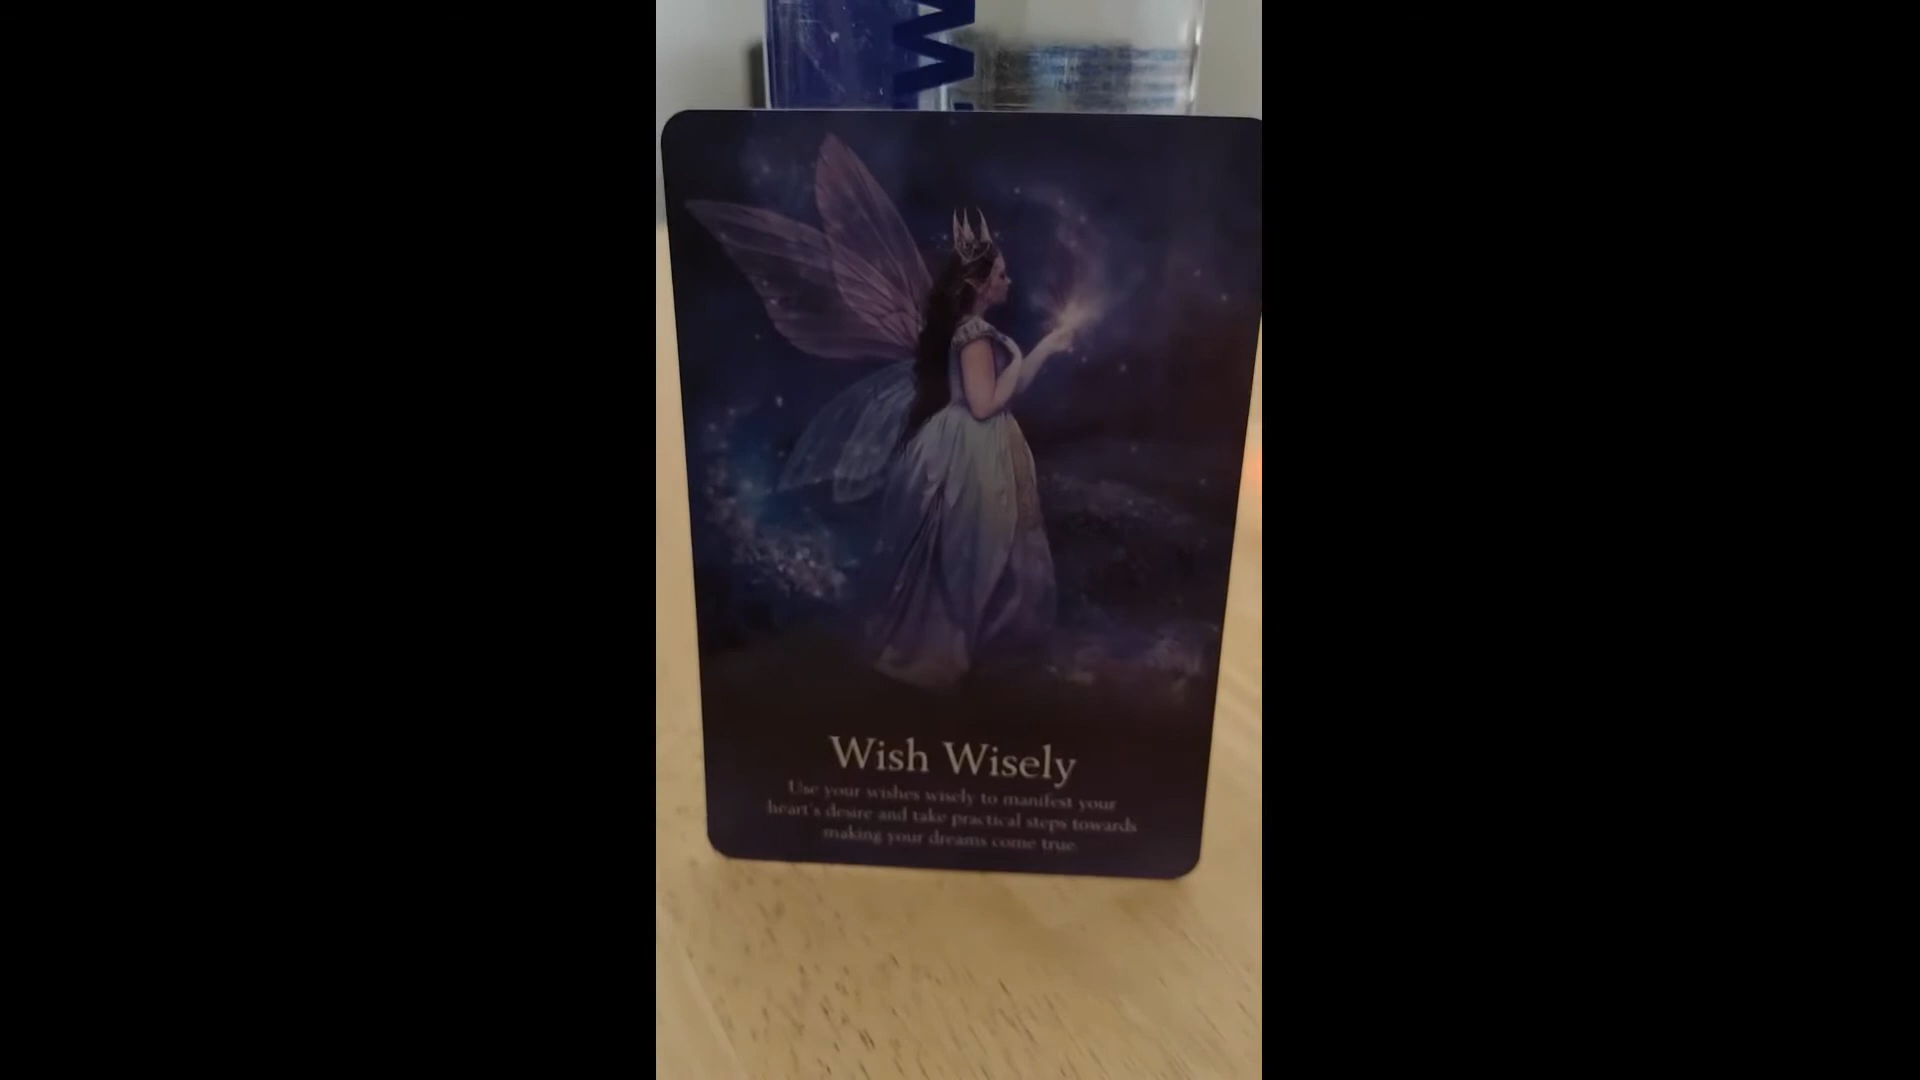 W
Wish Wisely
Use your wishes wisely to manifest your
heart's desire and take practical steps towards
making your dreams come true.